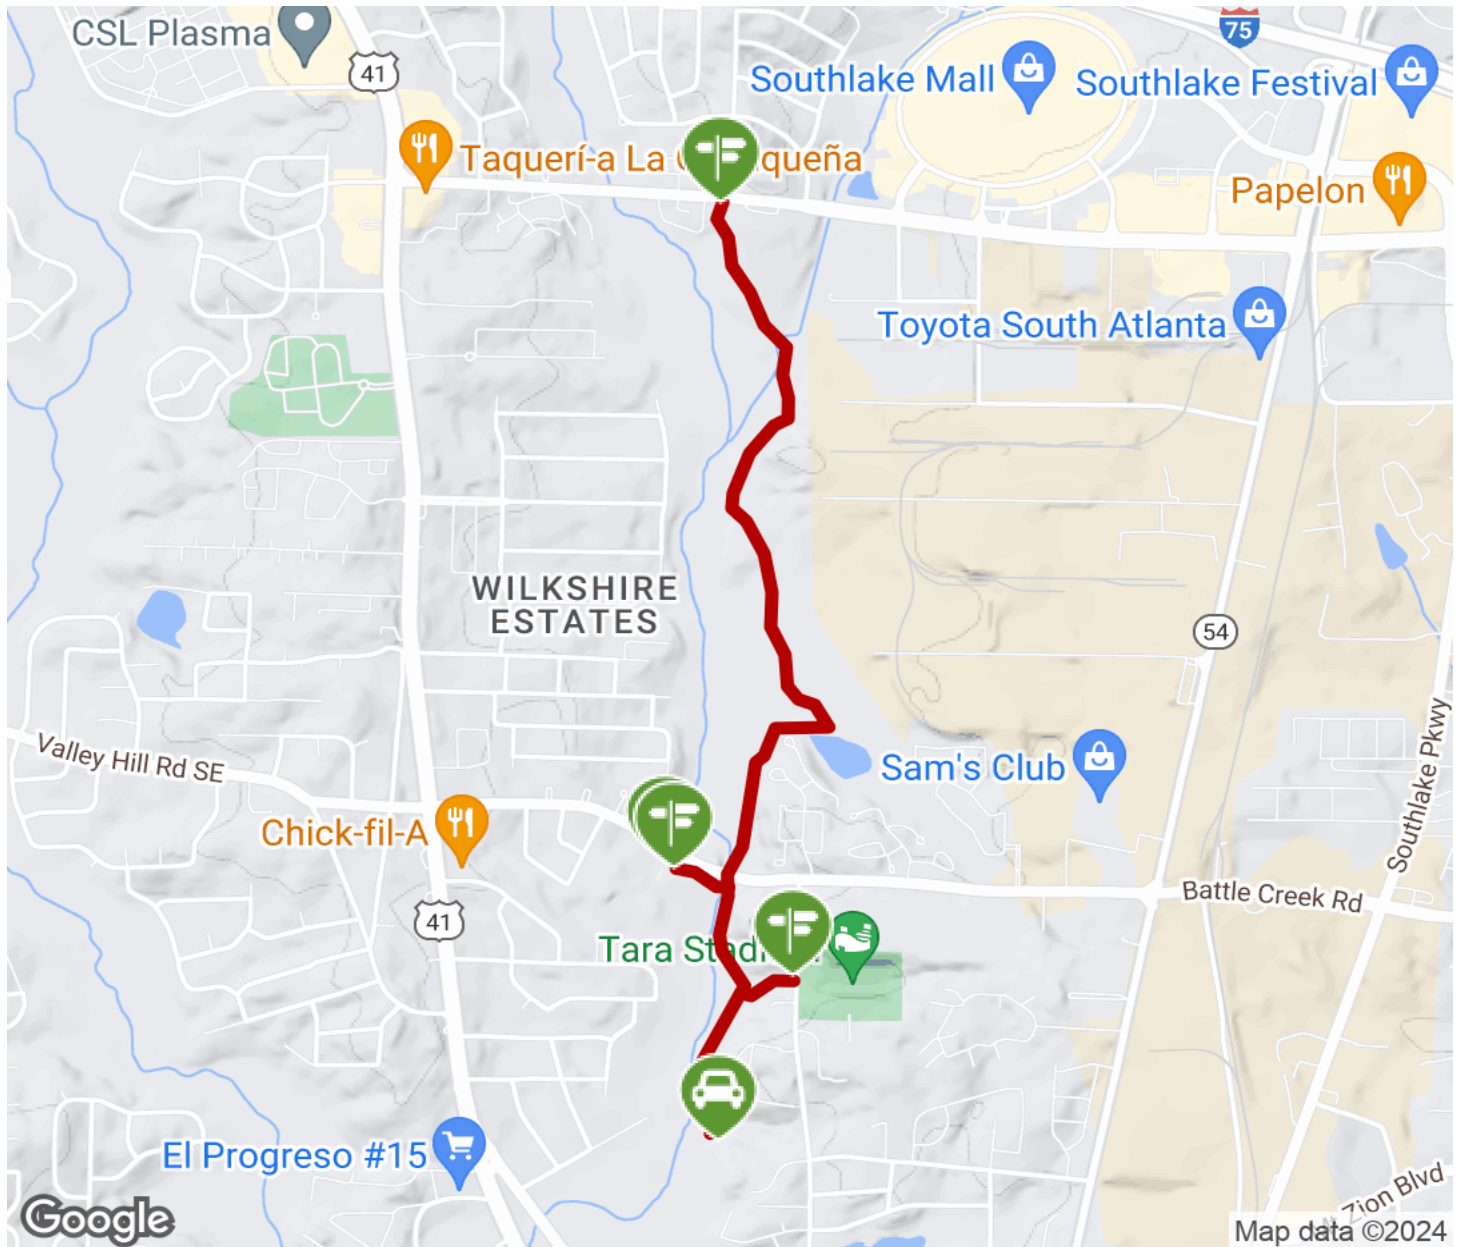 CSL Plasma
41
75
Southlake Mall
Southlake Festival
Taquerí-a La
queña
Papelon
Toyota South Atlanta
WILKSHIRE
ESTATES
54
Valley Hill Rd SE
Sam's Club
Southlake Pkwy
Chick-fil-A
41
Battle Creek Rd
Tara Stad
El Progreso #15
Zion Blvd
Google
Map data ©2024